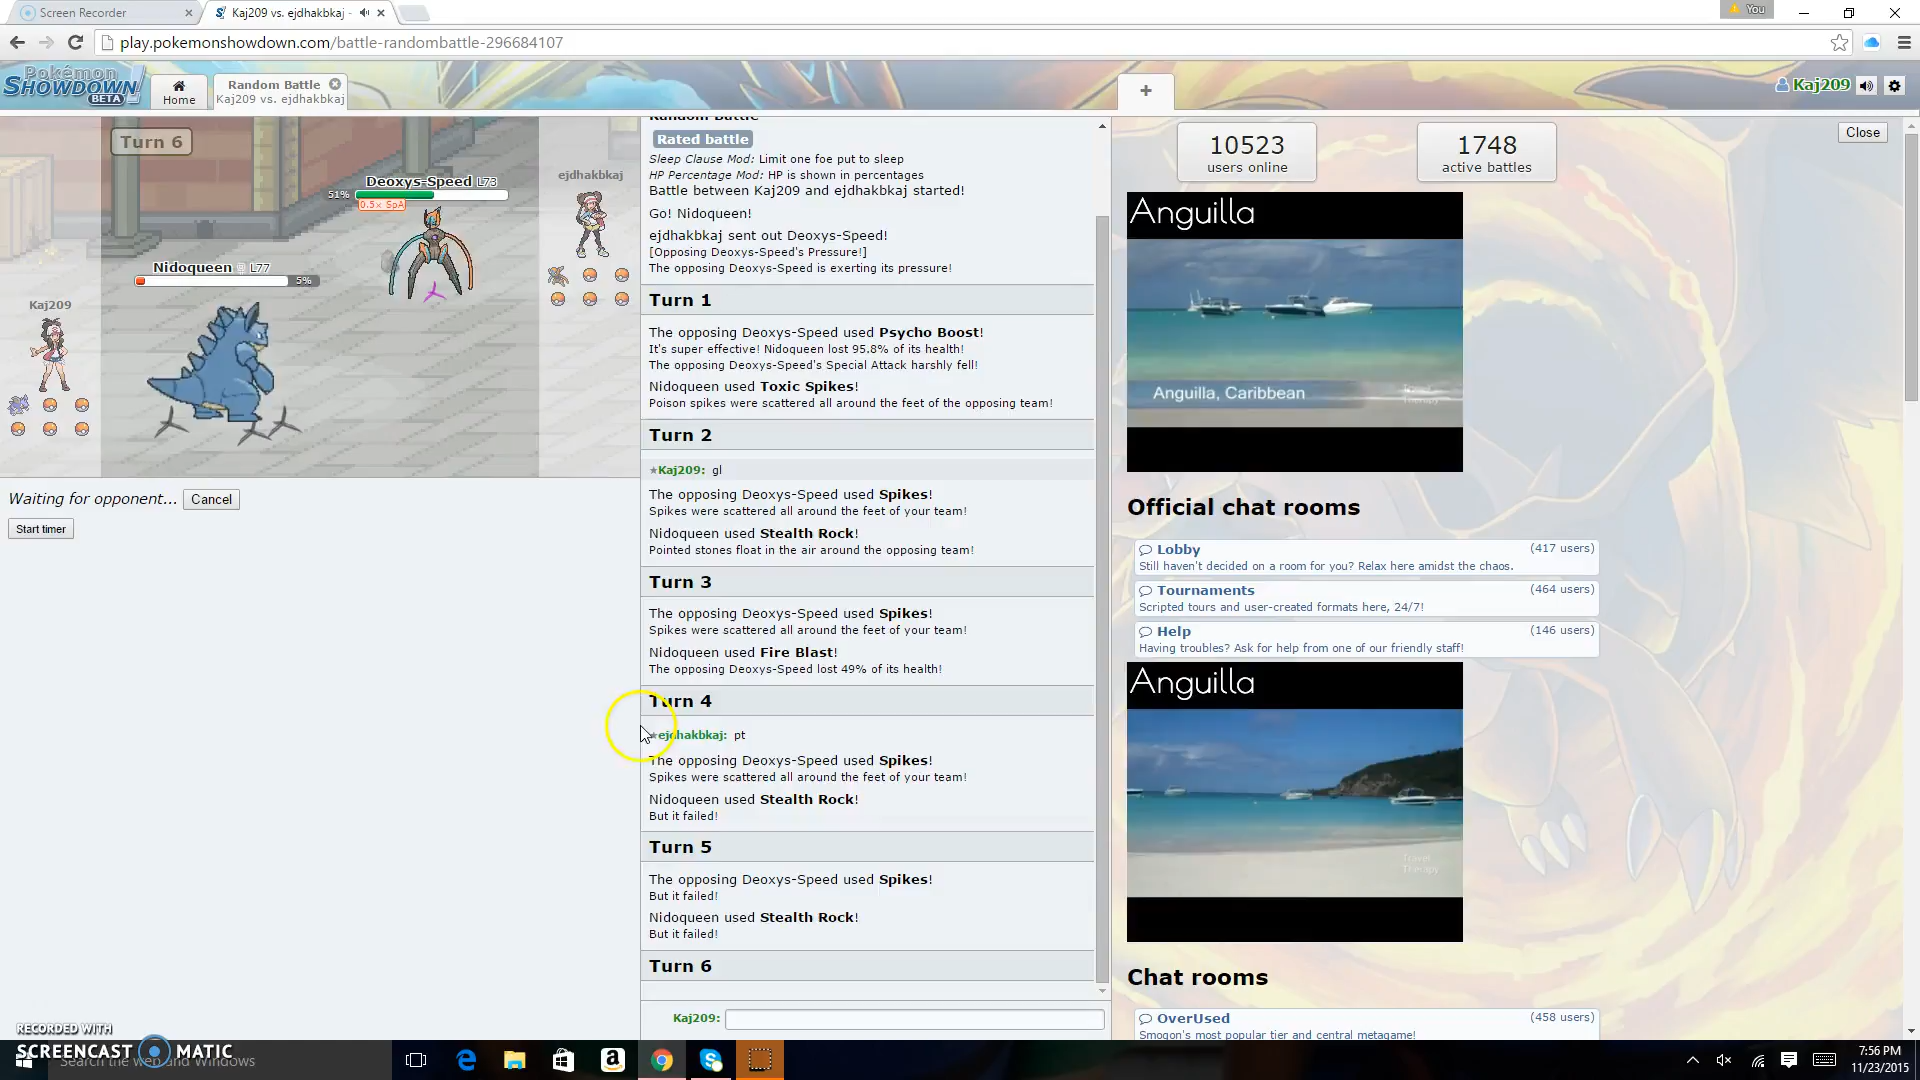 Screen Recorder
Kaj209 vs. ejdhakbkaj -
You
play.pokemonshowdown.com/battle-randombattle-296684107
Pokémon
SHOWDOWN!
BETA
Home
Random Battle
Kaj209 vs. ejdhakbkaj
+
Kaj209
Turn 6
Deoxys-Speed L73
51%
0.5× SpA
Nidoqueen L77
5%
ejdhakbkaj
Kaj209
Waiting for opponent... Cancel
Start timer
Random Battle
Rated battle
Sleep Clause Mod: Limit one foe put to sleep
HP Percentage Mod: HP is shown in percentages
Battle between Kaj209 and ejdhakbkaj started!
Go! Nidoqueen!
ejdhakbkaj sent out Deoxys-Speed!
[Opposing Deoxys-Speed's Pressure!]
The opposing Deoxys-Speed is exerting its pressure!
Turn 1
The opposing Deoxys-Speed used Psycho Boost!
It's super effective! Nidoqueen lost 95.8% of its health!
The opposing Deoxys-Speed's Special Attack harshly fell!
Nidoqueen used Toxic Spikes!
Poison spikes were scattered all around the feet of the opposing team!
Turn 2
★Kaj209: gl
The opposing Deoxys-Speed used Spikes!
Spikes were scattered all around the feet of your team!
Nidoqueen used Stealth Rock!
Pointed stones float in the air around the opposing team!
Turn 3
The opposing Deoxys-Speed used Spikes!
Spikes were scattered all around the feet of your team!
Nidoqueen used Fire Blast!
The opposing Deoxys-Speed lost 49% of its health!
Turn 4
★ejdhakbkaj: pt
The opposing Deoxys-Speed used Spikes!
Spikes were scattered all around the feet of your team!
Nidoqueen used Stealth Rock!
But it failed!
Turn 5
The opposing Deoxys-Speed used Spikes!
But it failed!
Nidoqueen used Stealth Rock!
But it failed!
Turn 6
Kaj209:
10523
users online
1748
active battles
Close
Anguilla
Anguilla, Caribbean
Travel
Therapy
Official chat rooms
Lobby (417 users)
Still haven't decided on a room for you? Relax here amidst the chaos.
Tournaments (464 users)
Scripted tours and user-created formats here, 24/7!
Help (146 users)
Having troubles? Ask for help from one of our friendly staff!
Anguilla
Travel
Therapy
Chat rooms
OverUsed (458 users)
Smogon's most popular tier and central metagame!
RECORDED WITH
SCREENCAST MATIC
Search the web and Windows
7:56 PM
11/23/2015